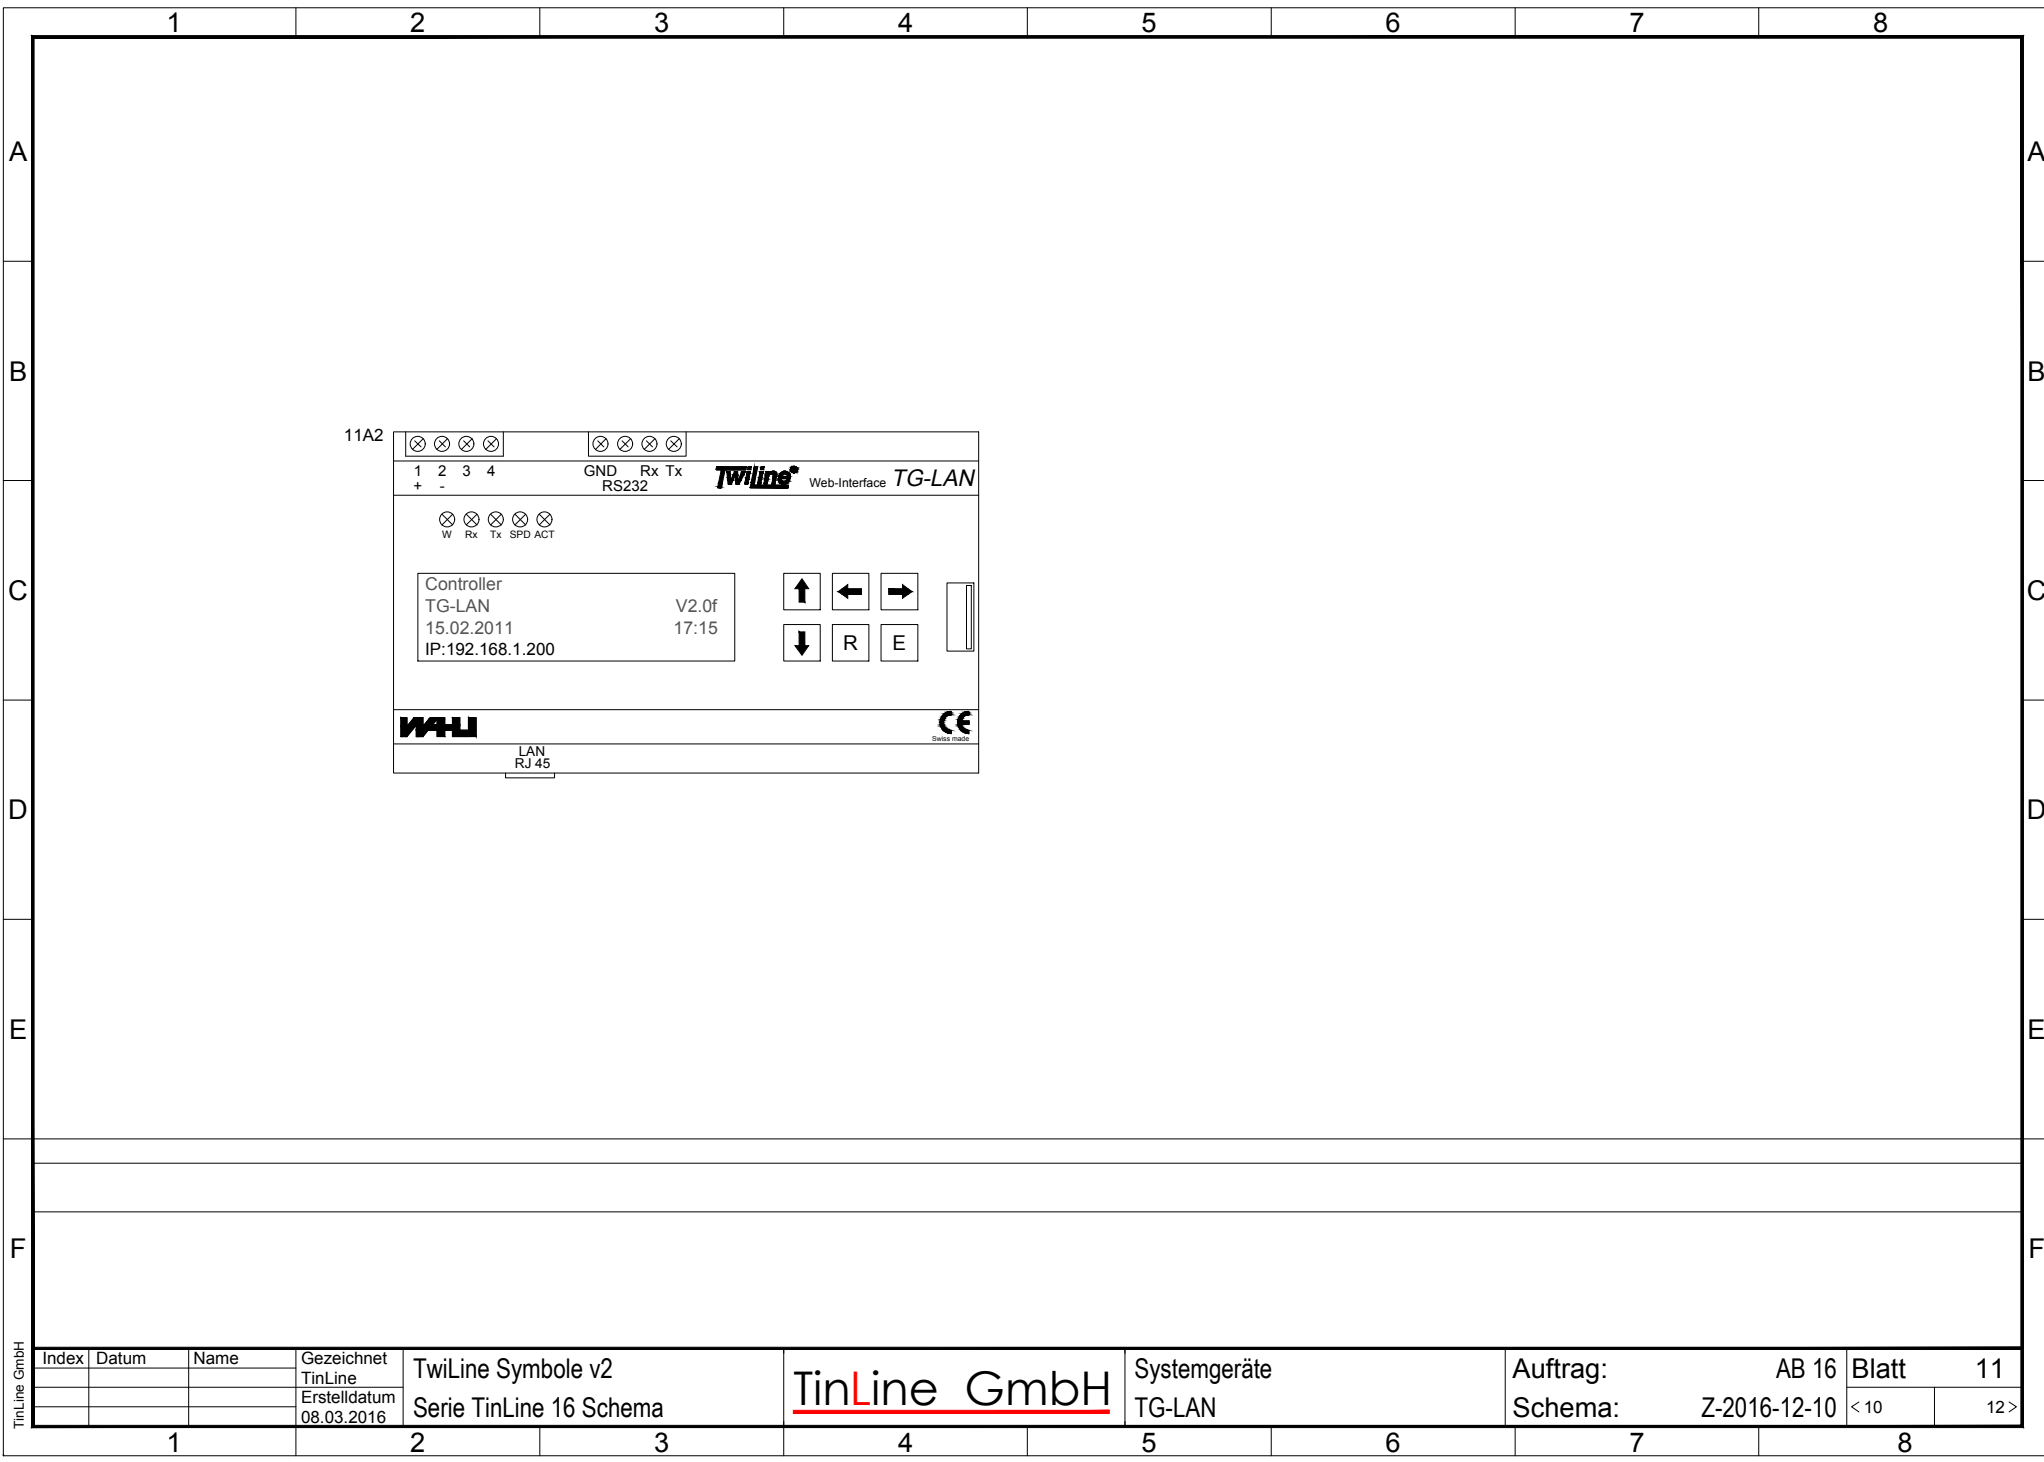 1 2 3 4 5 6 7 8
A A
B B
11A2
1 2 3 4 GND Rx Tx
+ - RS232
Twiline® Web-Interface TG-LAN
W Rx Tx SPD ACT
C C
Controller
TG-LAN V2.0f
15.02.2011 17:15
IP:192.168.1.200
R E
WAHLI
CE
Swiss made
LAN
RJ 45
D D
E E
F F
TinLine GmbH
Index Datum Name
Gezeichnet
TinLine
Erstelldatum
08.03.2016
TwiLine Symbole v2
Serie TinLine 16 Schema
TinLine GmbH
Systemgeräte
TG-LAN
Auftrag: AB 16
Schema: Z-2016-12-10
Blatt 11
< 10 12 >
1 2 3 4 5 6 7 8